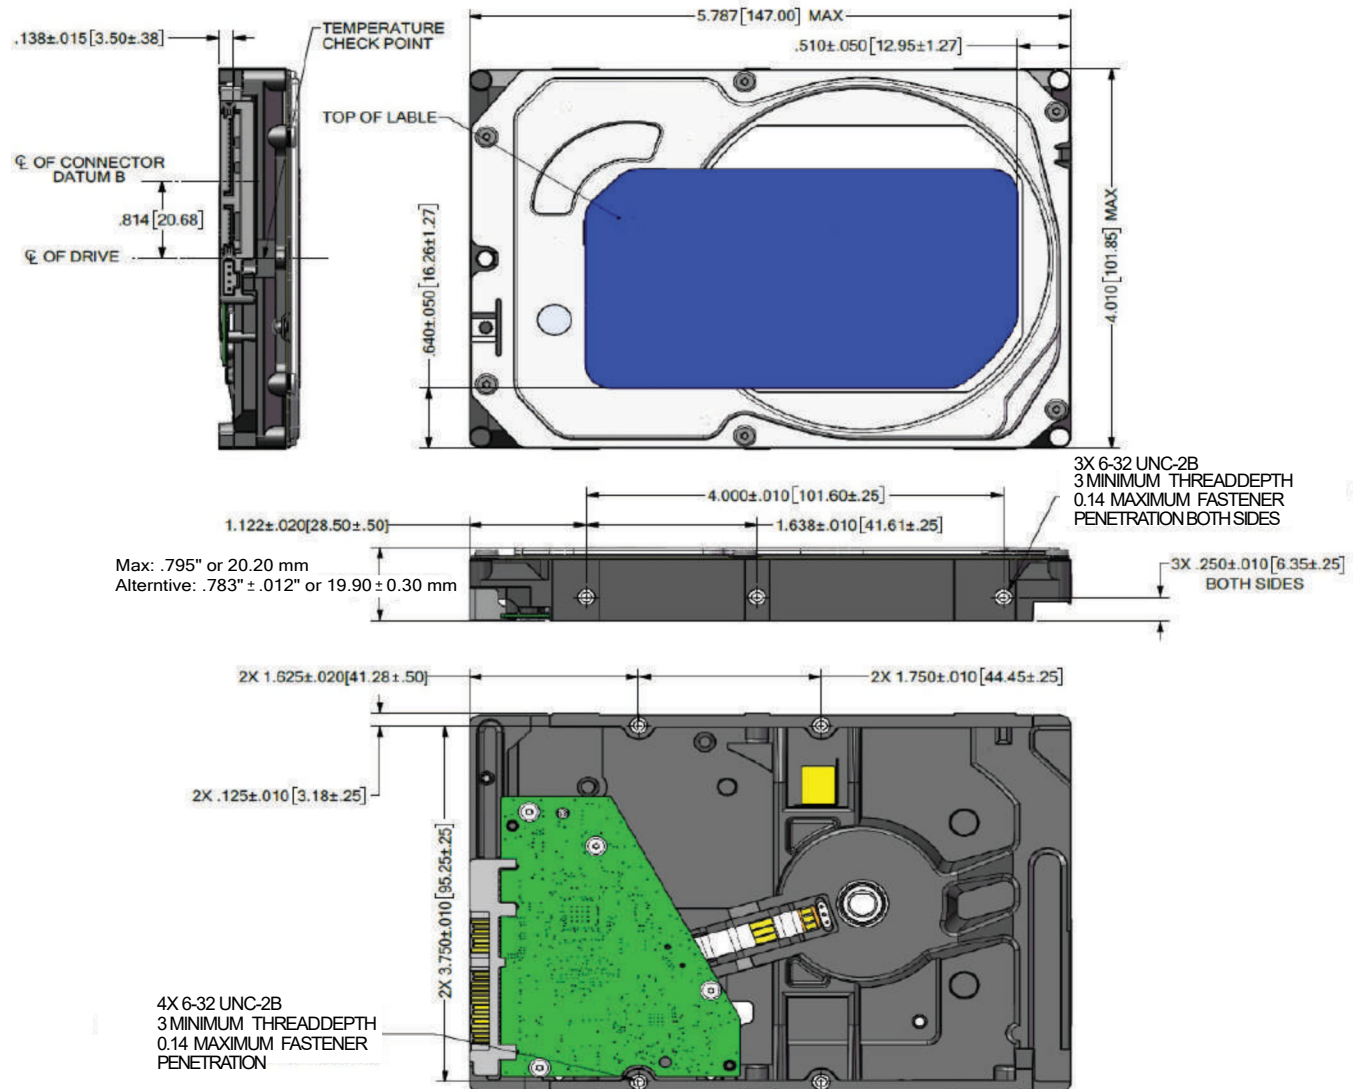 5.787[147.00] MAX
.138±.015[3.50±.38]
TEMPERATURE
CHECK POINT
.510±.050[12.95±1.27]
TOP OF LABLE
℄ OF CONNECTOR
DATUM B
.814[20.68]
℄ OF DRIVE
.640±.050[16.26±1.27]
4.010[101.85] MAX
3X 6-32 UNC-2B
3 MINIMUM THREADDEPTH
0.14 MAXIMUM FASTENER
PENETRATION BOTH SIDES
4.000±.010[101.60±.25]
1.122±.020[28.50±.50]
1.638±.010[41.61±.25]
Max: .795" or 20.20 mm
Alterntive: .783" ± .012" or 19.90 ± 0.30 mm
3X .250±.010[6.35±.25]
BOTH SIDES
2X 1.625±.020[41.28±.50]
2X 1.750±.010[44.45±.25]
2X .125±.010[3.18±.25]
2X 3.750±.010[95.25±.25]
4X 6-32 UNC-2B
3 MINIMUM THREADDEPTH
0.14 MAXIMUM FASTENER
PENETRATION